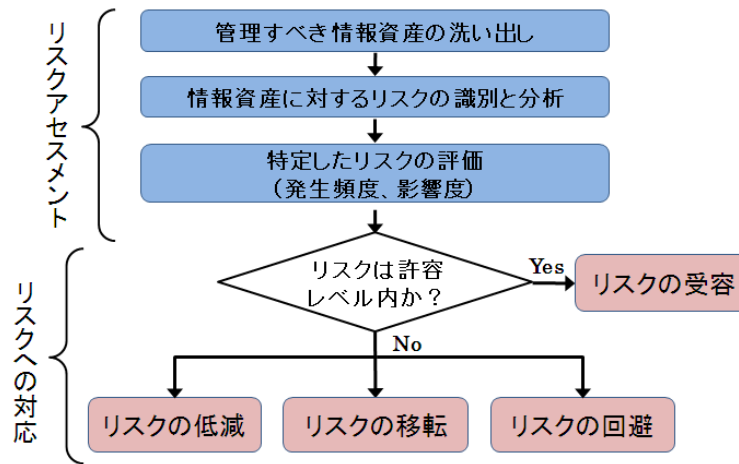 リスクアセスメント
管理すべき情報資産の洗い出し
情報資産に対するリスクの識別と分析
特定したリスクの評価
（発生頻度、影響度）
リスクへの対応
リスクは許容
レベル内か？
Yes
リスクの受容
No
リスクの低減
リスクの移転
リスクの回避